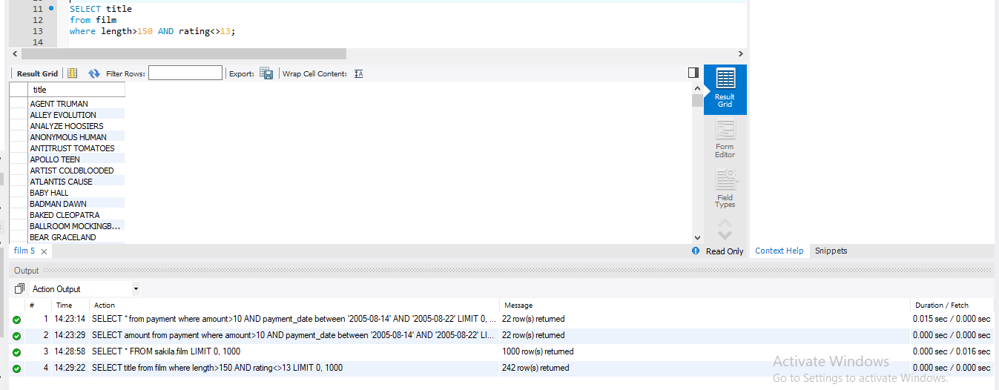 11 SELECT title
12 from film
13 where length>150 AND rating<>13;
14
Result Grid Filter Rows: Export: Wrap Cell Content: IA
title
AGENT TRUMAN
ALLEY EVOLUTION
ANALYZE HOOSIERS
ANONYMOUS HUMAN
ANTITRUST TOMATOES
APOLLO TEEN
ARTIST COLDBLOODED
ATLANTIS CAUSE
BABY HALL
BADMAN DAWN
BAKED CLEOPATRA
BALLROOM MOCKINGB...
BEAR GRACELAND
Result
Grid
Form
Editor
Field
Types
film 5 Read Only Context Help Snippets
Output
Action Output
# Time Action Message Duration / Fetch
1 14:23:14 SELECT * from payment where amount>10 AND payment_date between '2005-08-14' AND '2005-08-22' LIMIT 0, ... 22 row(s) returned 0.015 sec / 0.000 sec
2 14:23:29 SELECT amount from payment where amount>10 AND payment_date between '2005-08-14' AND '2005-08-22' LI... 22 row(s) returned 0.000 sec / 0.000 sec
3 14:28:58 SELECT * FROM sakila.film LIMIT 0, 1000 1000 row(s) returned 0.000 sec / 0.016 sec
4 14:29:22 SELECT title from film where length>150 AND rating<>13 LIMIT 0, 1000 242 row(s) returned 0.000 sec / 0.000 sec
Activate Windows
Go to Settings to activate Windows.